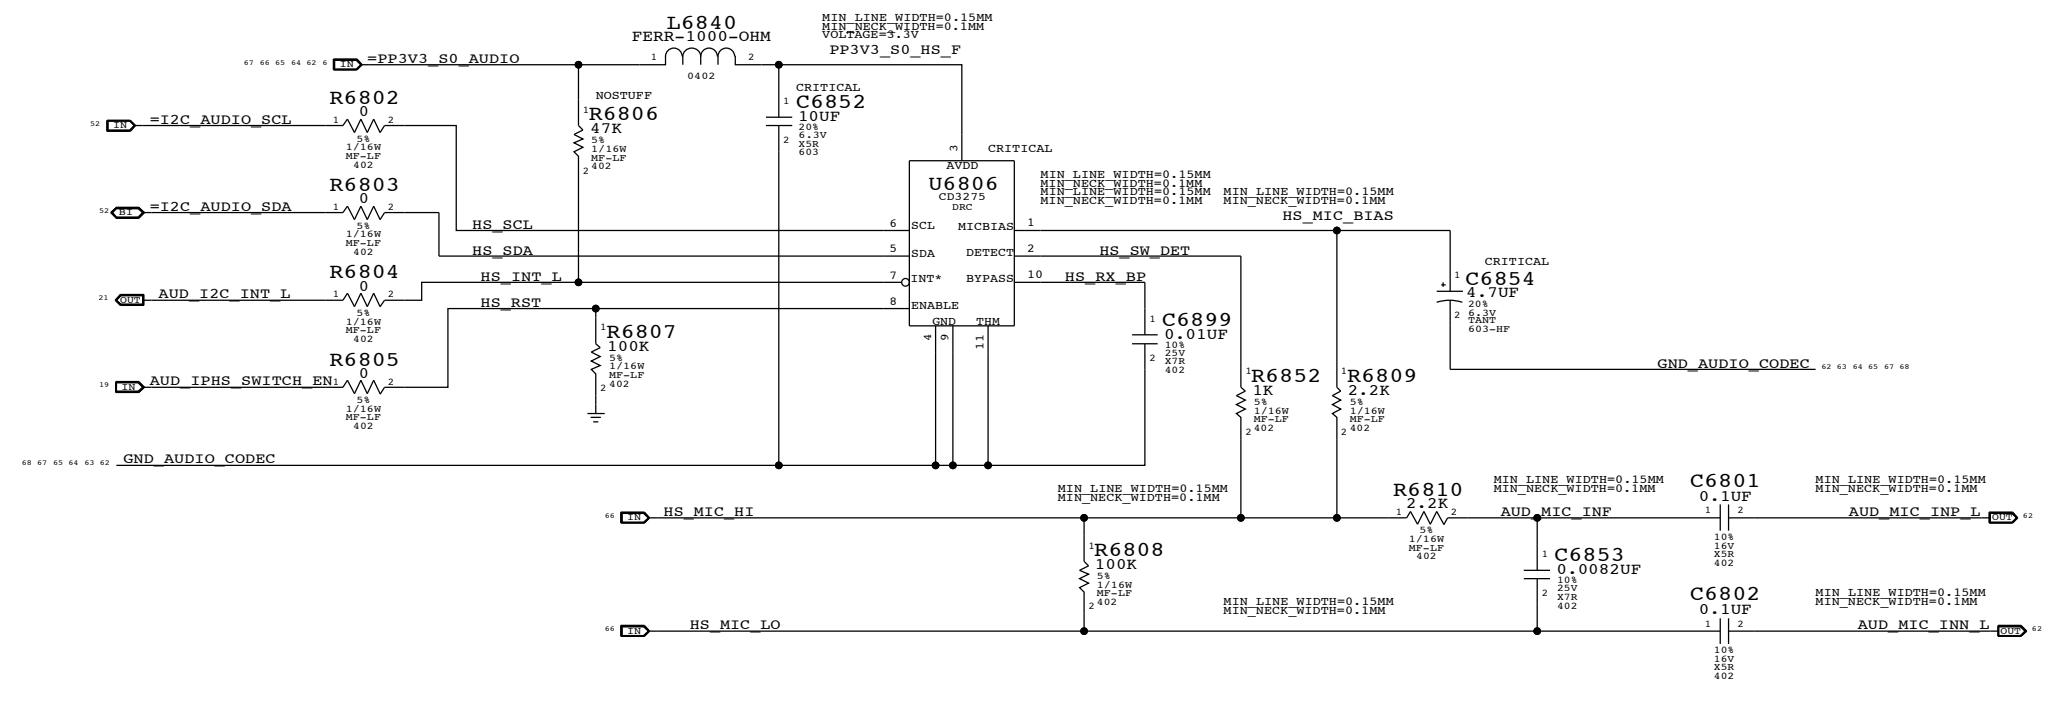 L6840
FERR-1000-OHM
1 2
0402
MIN_LINE_WIDTH=0.15MM
MIN_NECK_WIDTH=0.1MM
VOLTAGE=3.3V
PP3V3_S0_HS_F
67 66 65 64 62 6 IN =PP3V3_S0_AUDIO
R6802
0
52 IN =I2C_AUDIO_SCL 1 2
5%
1/16W
MF-LF
402
NOSTUFF
1 R6806
47K
5%
1/16W
MF-LF
2 402
CRITICAL
1 C6852
10UF
20%
6.3V
2 X5R
603
R6803
0
52 BI =I2C_AUDIO_SDA 1 2
5%
1/16W
MF-LF
402
R6804
0
21 OUT AUD_I2C_INT_L 1 2
5%
1/16W
MF-LF
402
R6805
0
19 IN AUD_IPHS_SWITCH_EN 1 2
5%
1/16W
MF-LF
402
HS_SCL
HS_SDA
HS_INT_L
HS_RST
1 R6807
100K
5%
1/16W
MF-LF
2 402
CRITICAL
3
AVDD
U6806
CD3275
DRC
6 SCL MICBIAS 1
5 SDA DETECT 2
7 INT* BYPASS 10
8 ENABLE
GND THM
4 9 11
MIN_LINE_WIDTH=0.15MM
MIN_NECK_WIDTH=0.1MM
MIN_LINE_WIDTH=0.15MM MIN_LINE_WIDTH=0.15MM
MIN_NECK_WIDTH=0.1MM MIN_NECK_WIDTH=0.1MM
HS_MIC_BIAS
HS_SW_DET
HS_RX_BP
1 C6899
0.01UF
10%
25V
2 X7R
402
CRITICAL
1 C6854
+ 4.7UF
20%
2 6.3V
TANT
603-HF
GND_AUDIO_CODEC 62 63 64 65 67 68
1 R6852
1K
5%
1/16W
MF-LF
2 402
1 R6809
2.2K
5%
1/16W
MF-LF
2 402
68 67 65 64 63 62 GND_AUDIO_CODEC
MIN_LINE_WIDTH=0.15MM
MIN_NECK_WIDTH=0.1MM
66 IN HS_MIC_HI
R6810
2.2K
1 2
5%
1/16W
MF-LF
402
MIN_LINE_WIDTH=0.15MM
MIN_NECK_WIDTH=0.1MM
AUD_MIC_INF
C6801
0.1UF
1 2
10%
16V
X5R
402
MIN_LINE_WIDTH=0.15MM
MIN_NECK_WIDTH=0.1MM
AUD_MIC_INP_L OUT 62
1 R6808
100K
5%
1/16W
MF-LF
2 402
1 C6853
0.0082UF
10%
25V
2 X7R
402
MIN_LINE_WIDTH=0.15MM
MIN_NECK_WIDTH=0.1MM
66 IN HS_MIC_LO
C6802
0.1UF
1 2
10%
16V
X5R
402
MIN_LINE_WIDTH=0.15MM
MIN_NECK_WIDTH=0.1MM
AUD_MIC_INN_L OUT 62